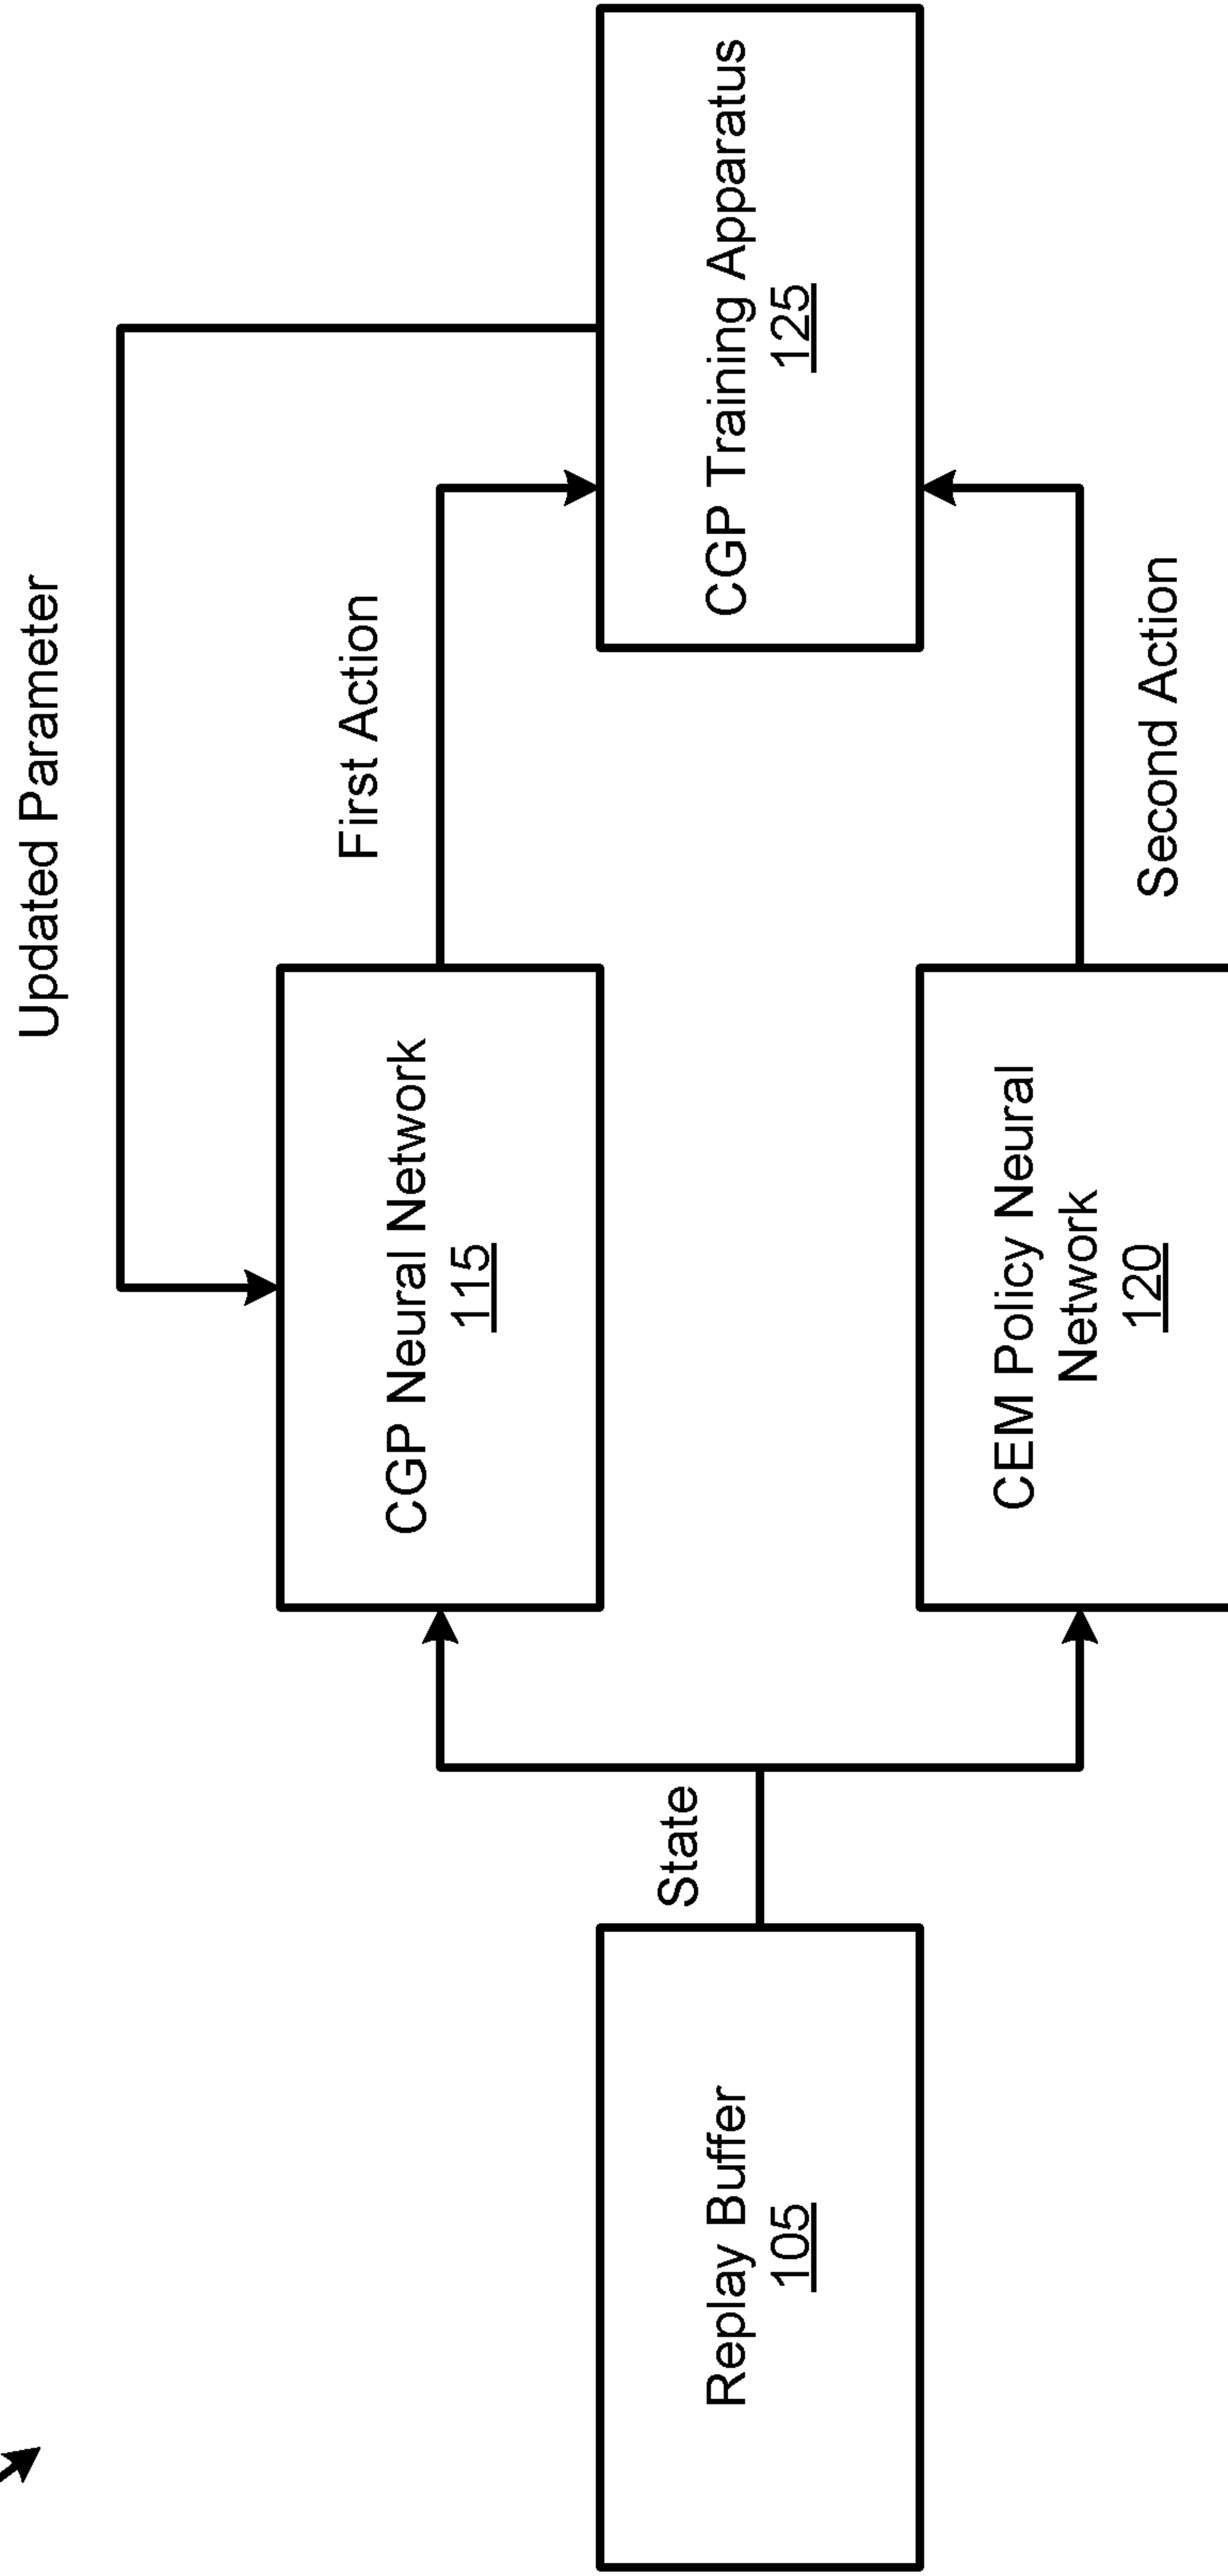 Updated Parameter
First Action
CGP Neural Network
115
State
Replay Buffer
105
CGP Training Apparatus
125
CEM Policy Neural
Network
120
Second Action